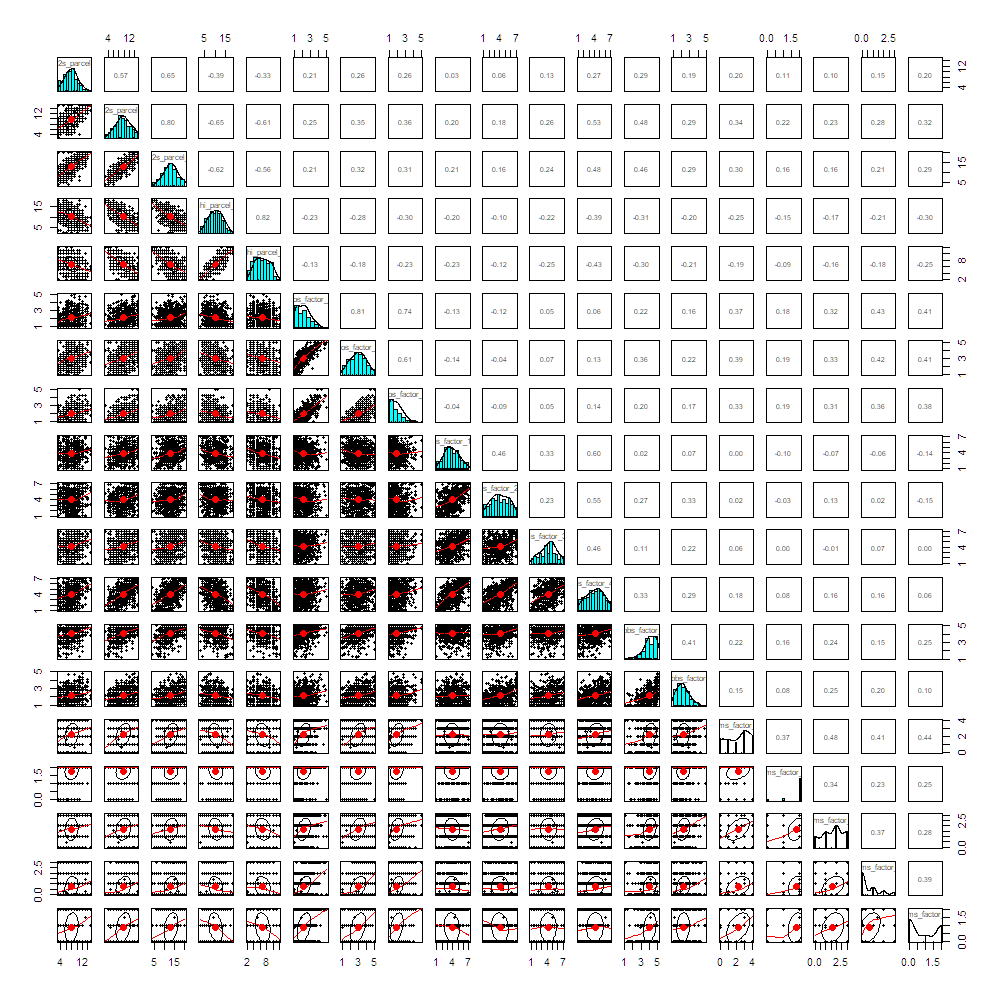 4 12 5 15 1 3 5 1 3 5 1 4 7 1 4 7 0.0 1.5 0.0 2.5
2s_parcel 0.57 0.65 -0.39 -0.33 0.21 0.26 0.26 0.03 0.06 0.13 0.27 0.29 0.19 0.20 0.11 0.10 0.15 0.20 4 12
4 12 2s_parcel 0.80 -0.65 -0.61 0.25 0.35 0.36 0.20 0.18 0.26 0.53 0.48 0.29 0.34 0.22 0.23 0.28 0.32
2s_parcel -0.62 -0.56 0.21 0.32 0.31 0.21 0.16 0.24 0.48 0.46 0.29 0.30 0.16 0.16 0.21 0.29 5 15
5 15 hi_parcel 0.82 -0.23 -0.28 -0.30 -0.20 -0.10 -0.22 -0.39 -0.31 -0.20 -0.25 -0.15 -0.17 -0.21 -0.30
hi_parcel -0.13 -0.18 -0.23 -0.23 -0.12 -0.25 -0.43 -0.30 -0.21 -0.19 -0.09 -0.16 -0.18 -0.25 2 8
1 3 5 os_factor_ 0.81 0.74 -0.13 -0.12 0.05 0.06 0.22 0.16 0.37 0.18 0.32 0.43 0.41
os_factor_ 0.61 -0.14 -0.04 0.07 0.13 0.36 0.22 0.39 0.19 0.33 0.42 0.41 1 3 5
1 3 5 os_factor_ -0.04 -0.09 0.05 0.14 0.20 0.17 0.33 0.19 0.31 0.36 0.38
s_factor_1 0.46 0.33 0.60 0.02 0.07 0.00 -0.10 -0.07 -0.06 -0.14 1 4 7
1 4 7 s_factor_2 0.23 0.55 0.27 0.33 0.02 -0.03 0.13 0.02 -0.15
s_factor_3 0.46 0.11 0.22 0.06 0.00 -0.01 0.07 0.00 1 4 7
1 4 7 s_factor_4 0.33 0.29 0.18 0.08 0.16 0.16 0.06
obs_factor 0.41 0.22 0.16 0.24 0.15 0.25 1 3 5
1 3 5 obs_factor 0.15 0.08 0.25 0.20 0.10
ms_factor 0.37 0.48 0.41 0.44 0 2 4
0.0 1.5 ms_factor 0.34 0.23 0.25
ms_factor 0.37 0.28 0.0 2.5
0.0 2.5 ms_factor 0.39
ms_factor 0.0 1.5
4 12 5 15 2 8 1 3 5 1 4 7 1 4 7 1 3 5 0 2 4 0.0 2.5 0.0 1.5